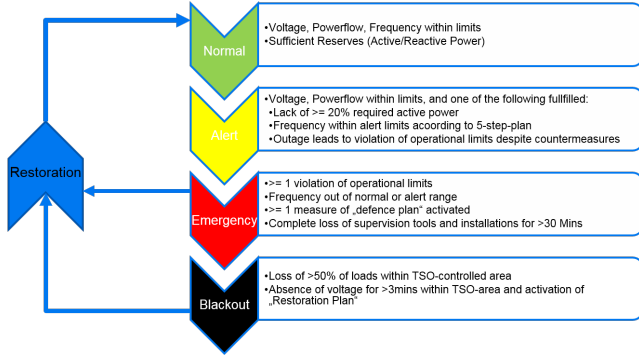 Normal
•Voltage, Powerflow, Frequency within limits
•Sufficient Reserves (Active/Reactive Power)
Alert
•Voltage, Powerflow within limits, and one of the following fullfilled:
•Lack of >= 20% required active power
•Frequency within alert limits acoording to 5-step-plan
•Outage leads to violation of operational limits despite countermeasures
Restoration
Emergency
•>= 1 violation of operational limits
•Frequency out of normal or alert range
•>= 1 measure of „defence plan“ activated
•Complete loss of supervision tools and installations for >30 Mins
Blackout
•Loss of >50% of loads within TSO-controlled area
•Absence of voltage for >3mins within TSO-area and activation of
„Restoration Plan“